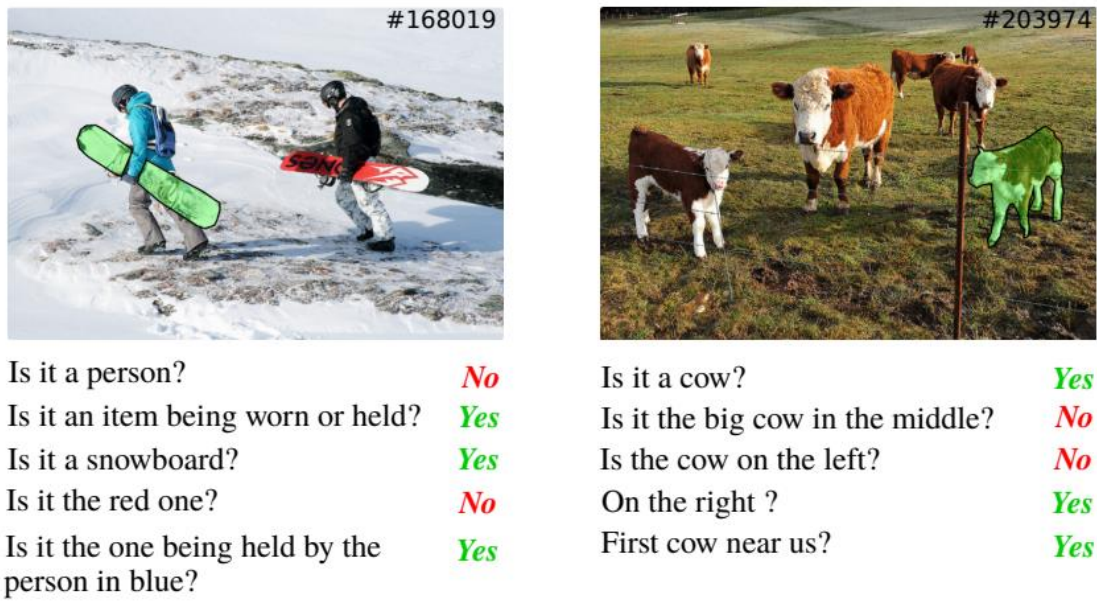 #168019
Is it a person? No
Is it an item being worn or held? Yes
Is it a snowboard? Yes
Is it the red one? No
Is it the one being held by the Yes
person in blue?
#203974
Is it a cow? Yes
Is it the big cow in the middle? No
Is the cow on the left? No
On the right ? Yes
First cow near us? Yes